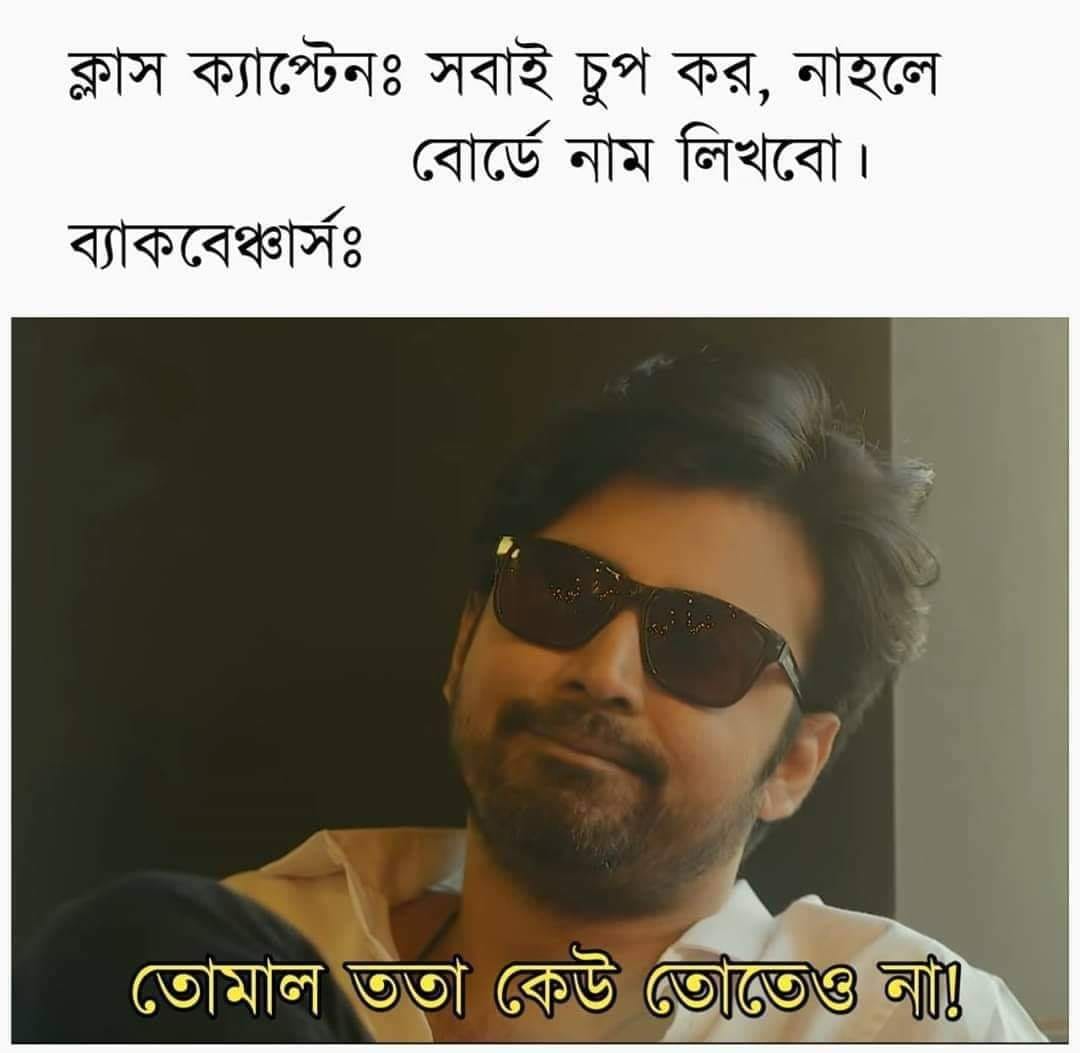 ক্লাস ক্যাপ্টেনঃ সবাই চুপ কর, নাহলে
বোর্ডে নাম লিখবো।
ব্যাকবেঞ্চার্সঃ
তোমাল ততা কেউ তোতেও না!